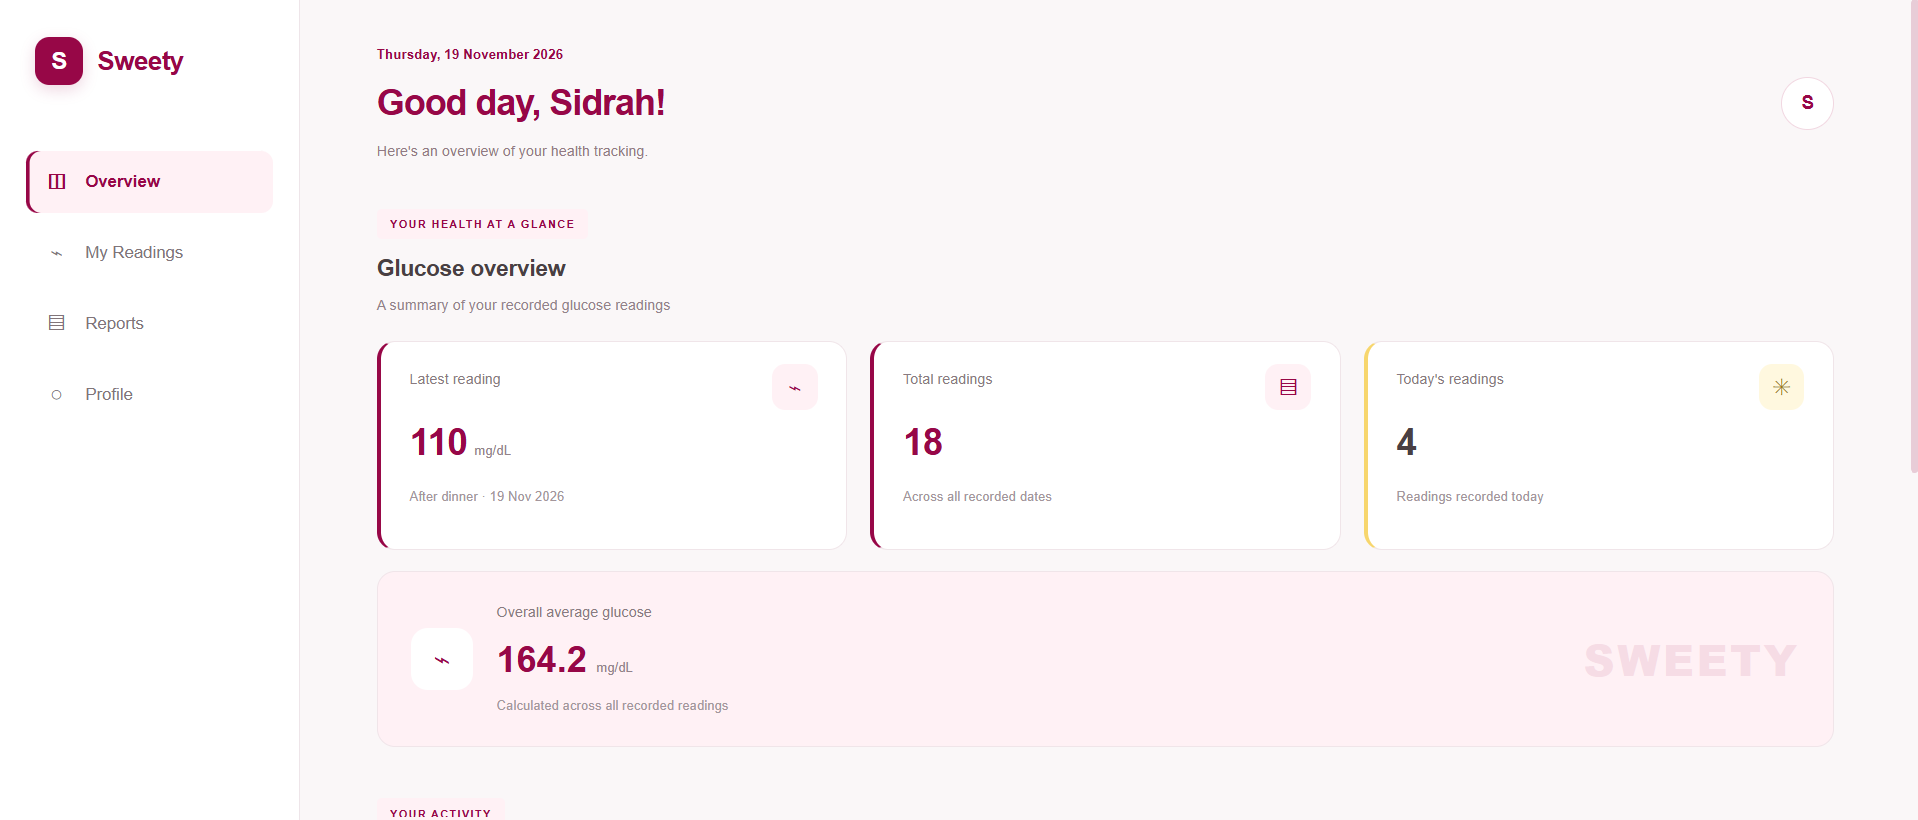 S
Sweety
Overview
My Readings
Reports
Profile
Thursday, 19 November 2026
Good day, Sidrah!
Here's an overview of your health tracking.
S
YOUR HEALTH AT A GLANCE
Glucose overview
A summary of your recorded glucose readings
Latest reading
110 mg/dL
After dinner · 19 Nov 2026
Total readings
18
Across all recorded dates
Today's readings
4
Readings recorded today
Overall average glucose
164.2 mg/dL
Calculated across all recorded readings
SWEETY
YOUR ACTIVITY